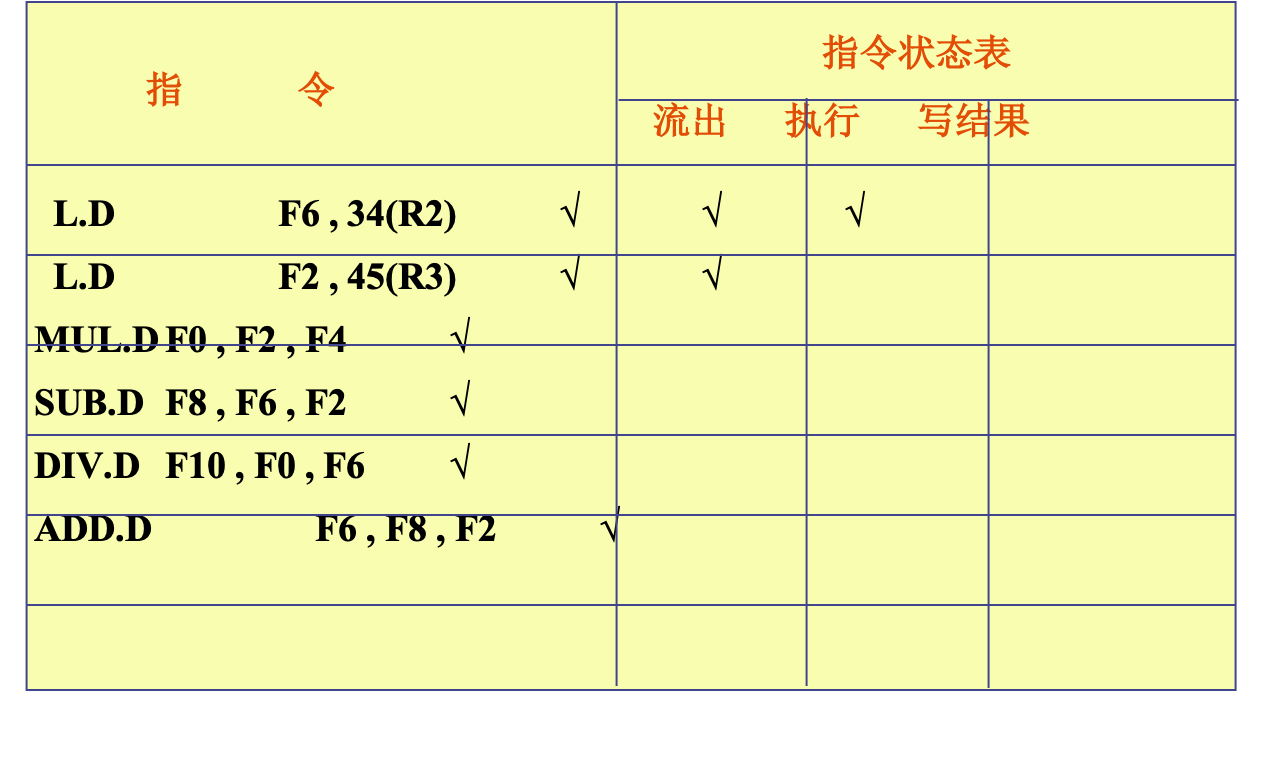 指令状态表
指 令
流出 执行 写结果
L.D F6 , 34(R2) √ √ √
L.D F2 , 45(R3) √ √
MUL.D F0 , F2 , F4 √
SUB.D F8 , F6 , F2 √
DIV.D F10 , F0 , F6 √
ADD.D F6 , F8 , F2 √